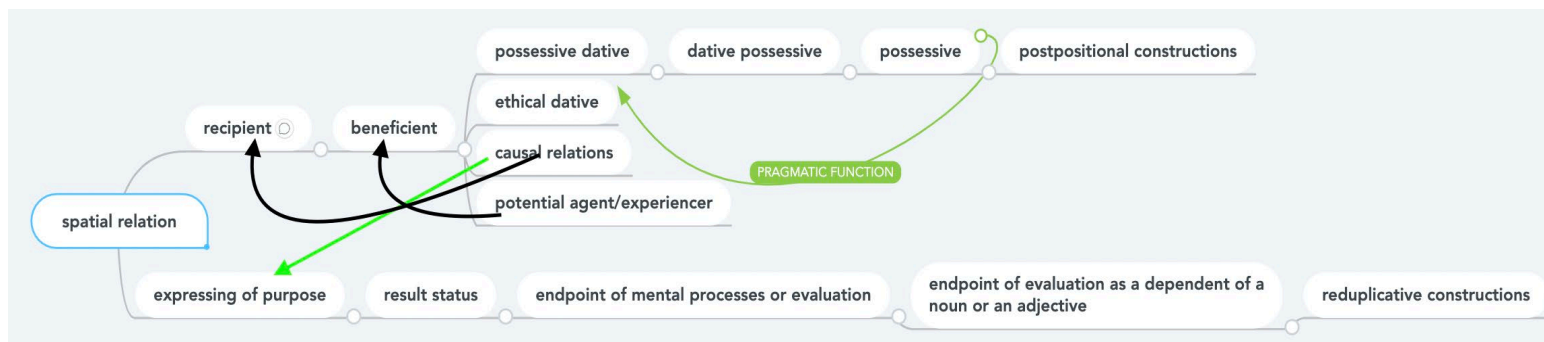 possessive dative
dative possessive
possessive
postpositional constructions
ethical dative
recipient
beneficient
causal relations
PRAGMATIC FUNCTION
potential agent/experiencer
spatial relation
expressing of purpose
result status
endpoint of mental processes or evaluation
endpoint of evaluation as a dependent of a
noun or an adjective
reduplicative constructions